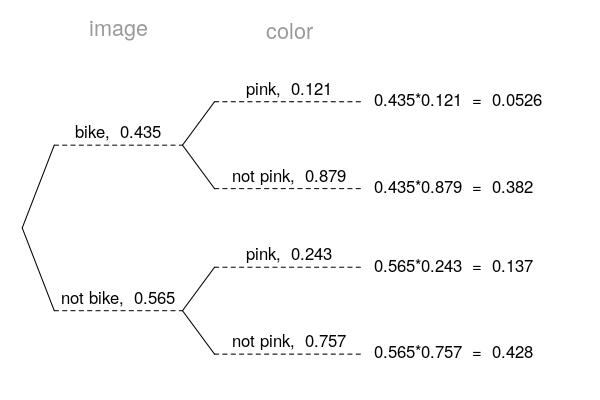 image color
pink, 0.121
0.435*0.121 = 0.0526
bike, 0.435
not pink, 0.879
0.435*0.879 = 0.382
pink, 0.243
0.565*0.243 = 0.137
not bike, 0.565
not pink, 0.757
0.565*0.757 = 0.428